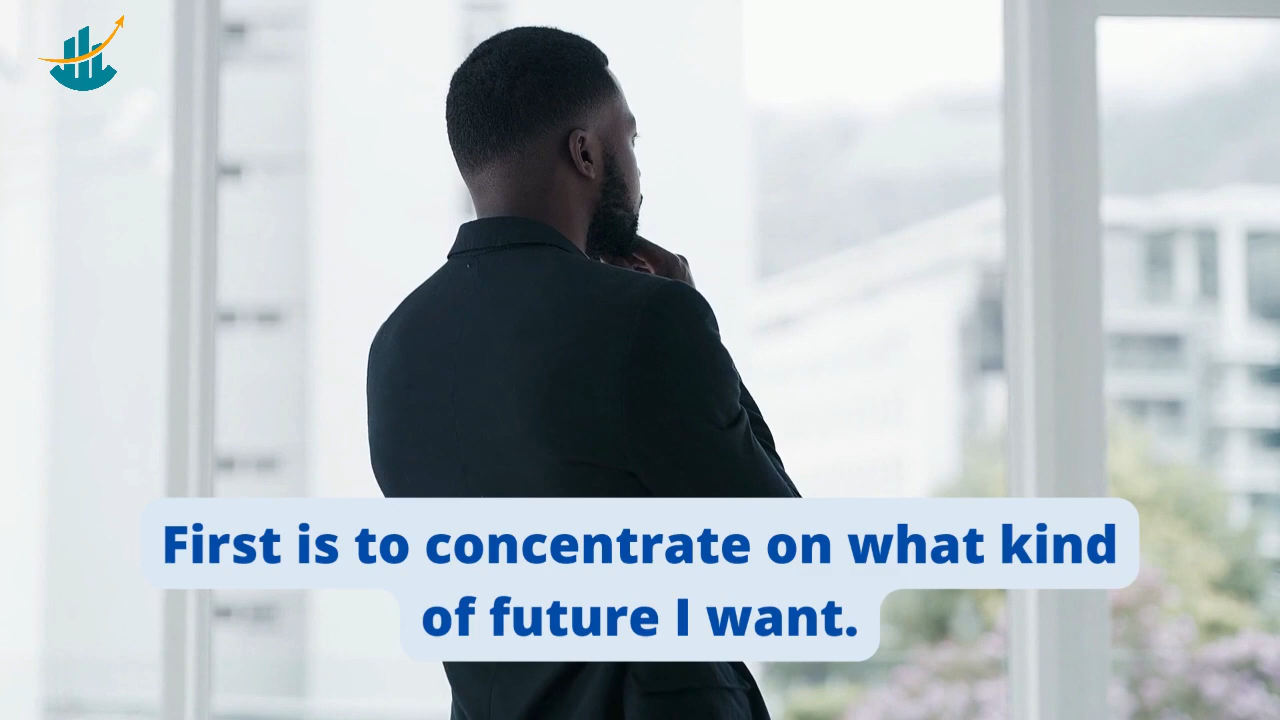 First is to concentrate on what kind
of future I want.